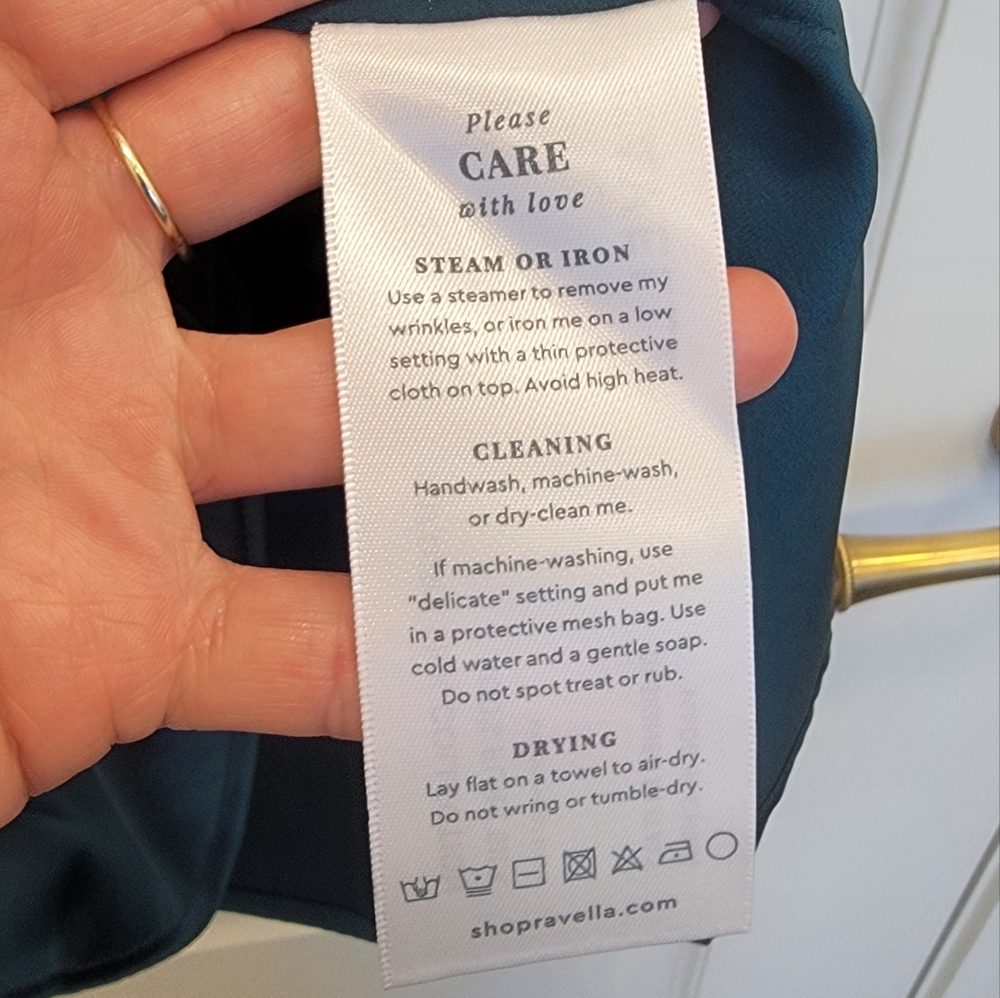 Please
CARE
with love
STEAM OR IRON
Use a steamer to remove my
wrinkles, or iron me on a low
setting with a thin protective
cloth on top. Avoid high heat.
CLEANING
Handwash, machine-wash,
or dry-clean me.
If machine-washing, use
"delicate" setting and put me
in a protective mesh bag. Use
cold water and a gentle soap.
Do not spot treat or rub.
DRYING
Lay flat on a towel to air-dry.
Do not wring or tumble-dry.
shopravella.com